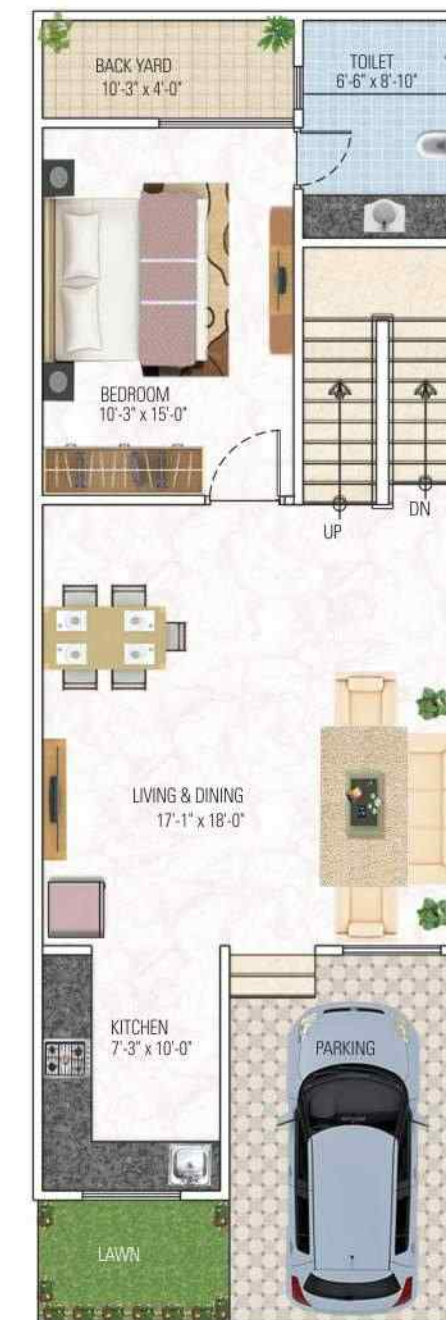 BACK YARD
10'-3" x 4'-0"
TOILET
6'-6" x 8'-10"
BEDROOM
10'-3" x 15'-0"
UP
DN
LIVING & DINING
17'-1" x 18'-0"
KITCHEN
7'-3" x 10'-0"
PARKING
LAWN